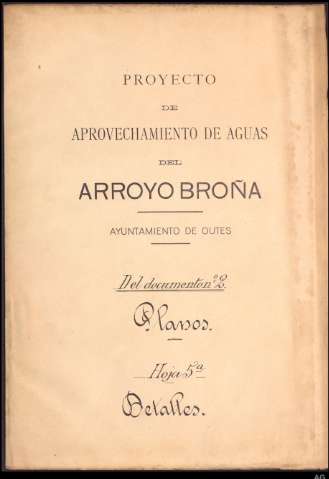 PROYECTO
DE
APROVECHAMIENTO DE AGUAS
DEL
ARROYO BROÑA
AYUNTAMIENTO DE OUTES
Del documento nº 2.
Planos.
Hoja 5ª
Detalles.
AG